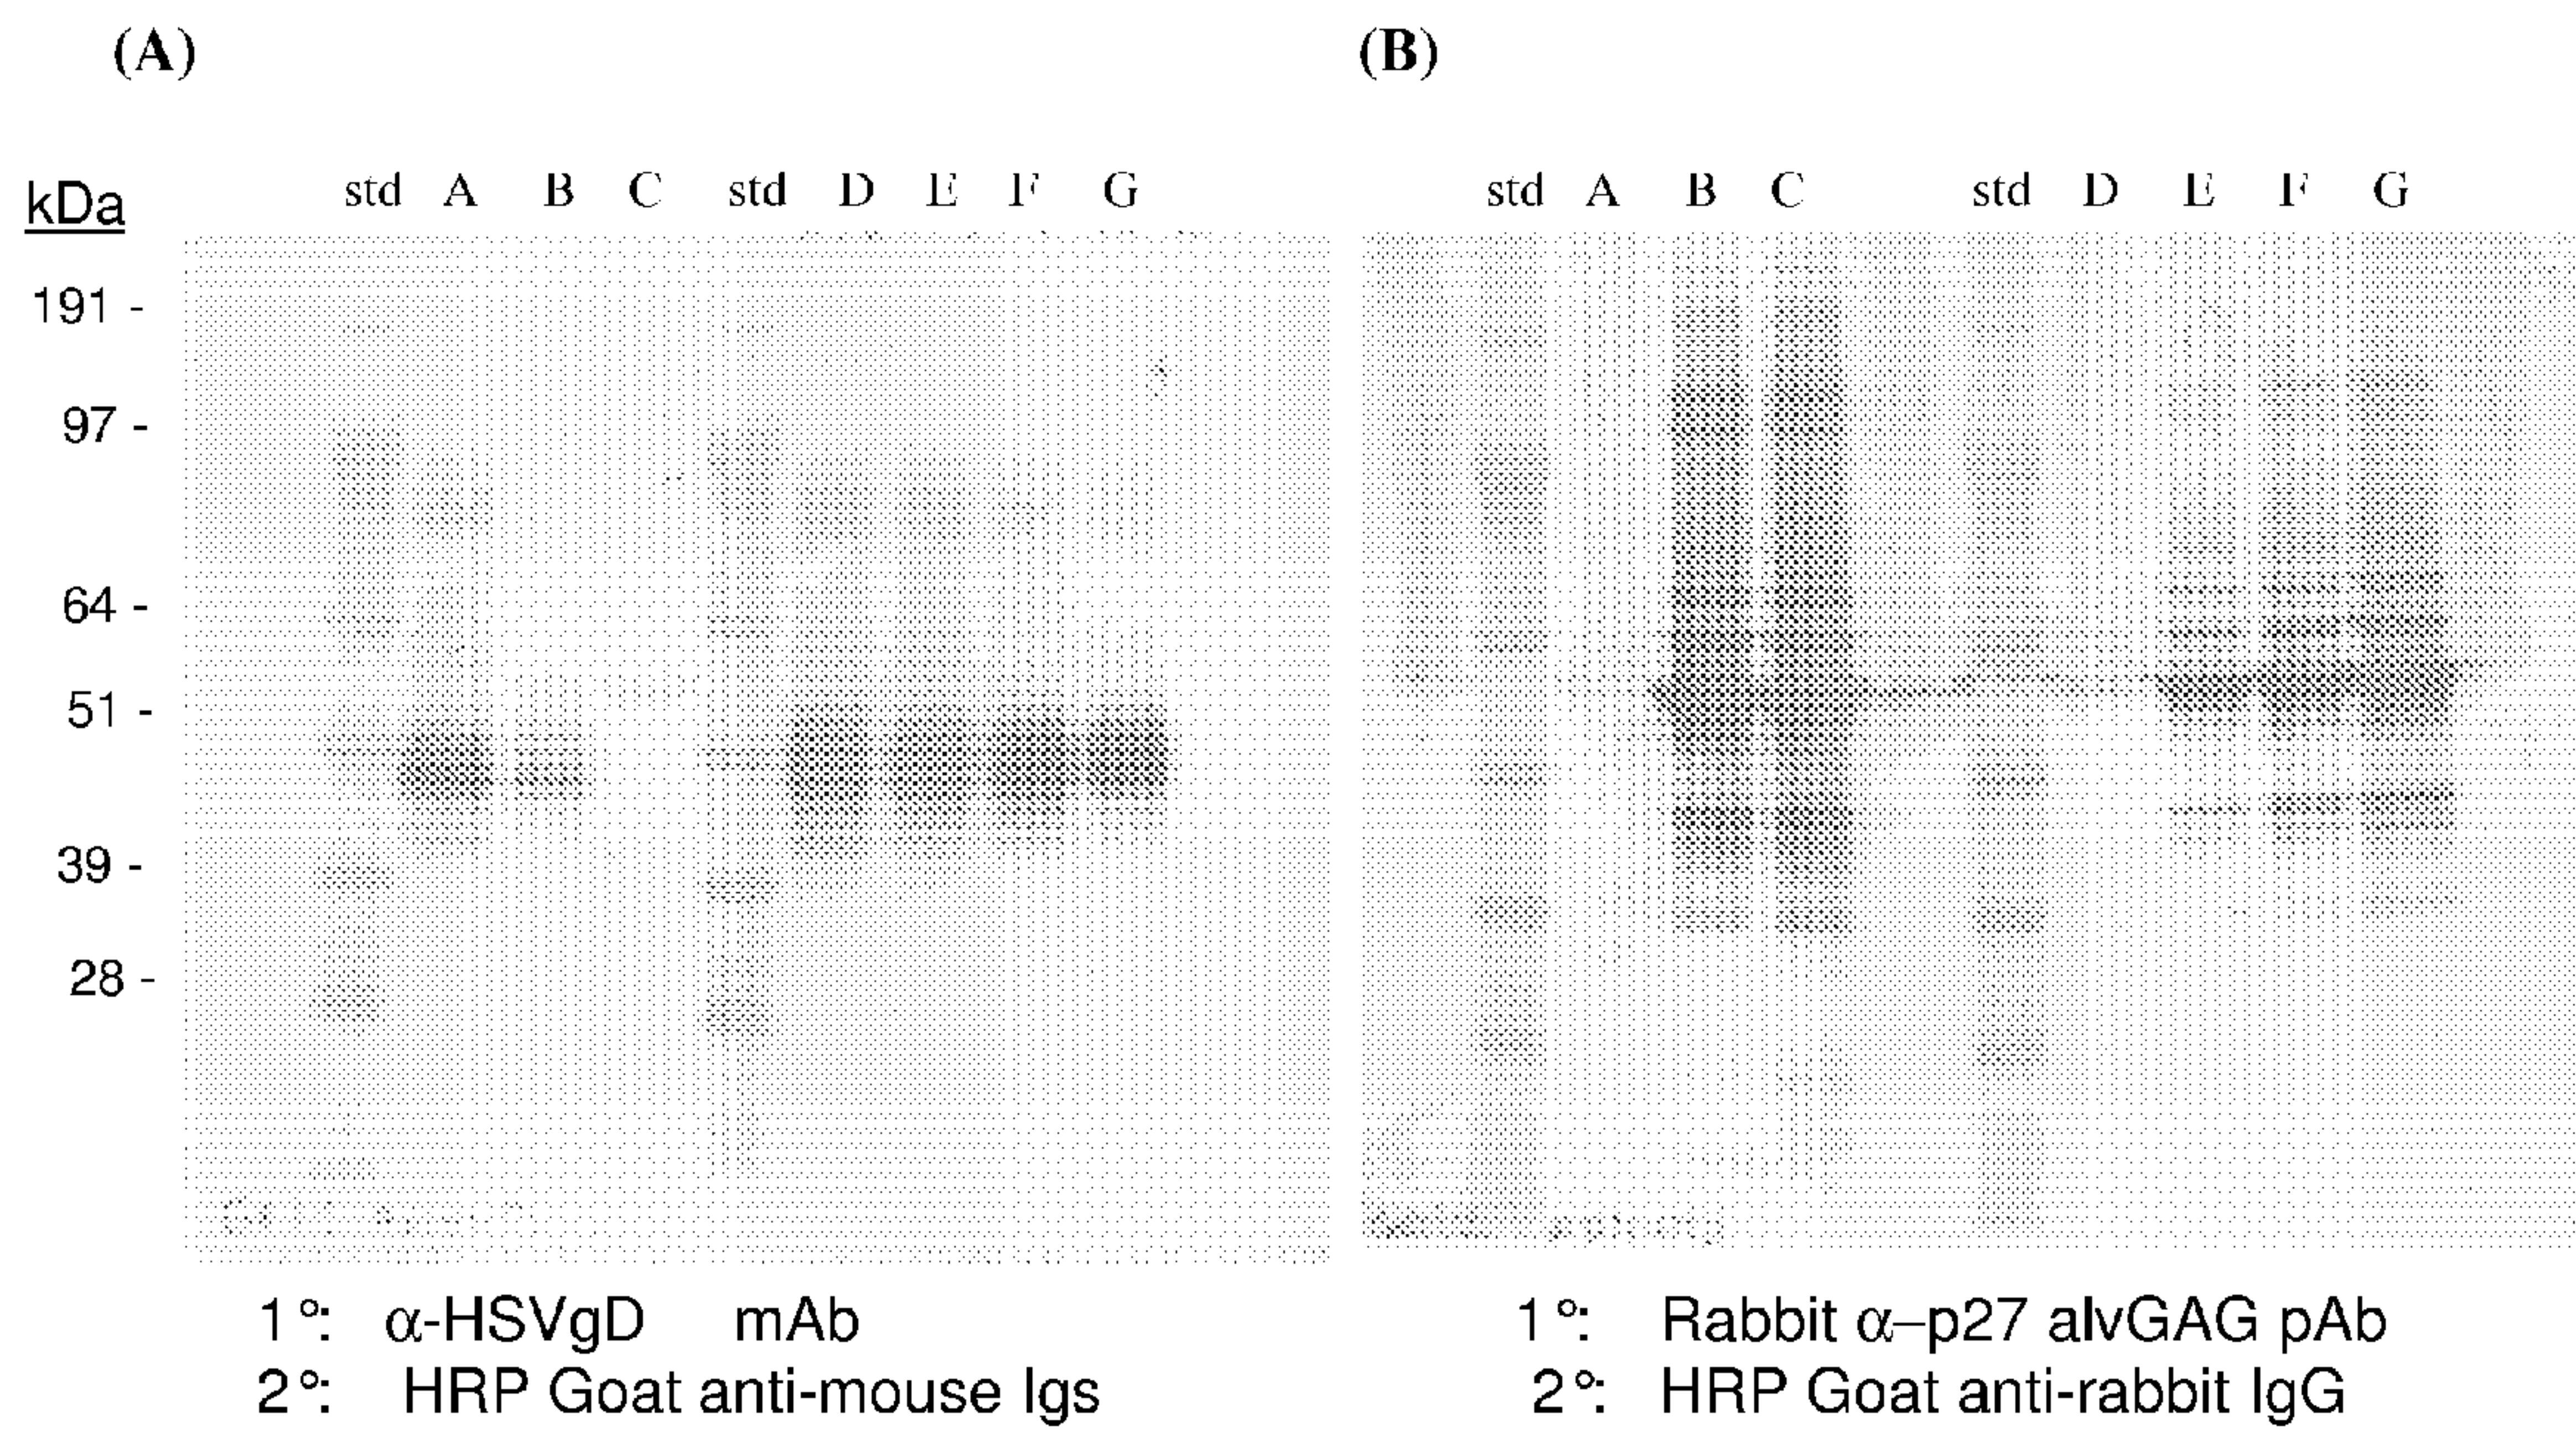 (A)
(B)
kDa
std A B C std D E F G
std A B C std D E F G
191 -
97 -
64 -
51 -
39 -
28 -
1°: α-HSVgD mAb
2°: HRP Goat anti-mouse Igs
1°: Rabbit α–p27 alvGAG pAb
2°: HRP Goat anti-rabbit IgG